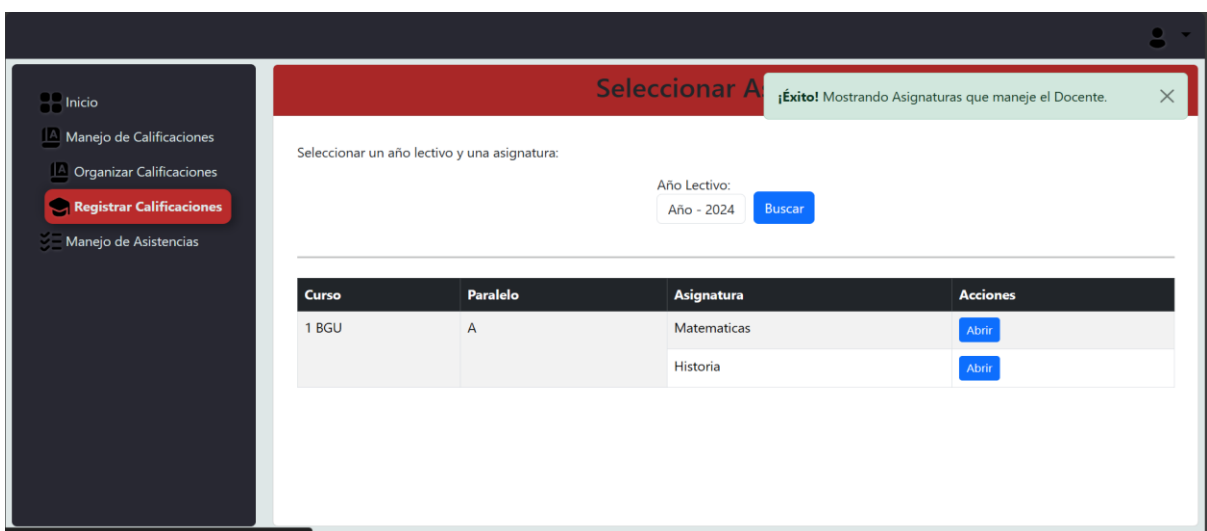 Inicio
Manejo de Calificaciones
Organizar Calificaciones
Registrar Calificaciones
Manejo de Asistencias
Seleccionar
¡Éxito! Mostrando Asignaturas que maneje el Docente.
Seleccionar un año lectivo y una asignatura:
Año Lectivo:
Año - 2024 Buscar
Curso Paralelo Asignatura Acciones
1 BGU A Matematicas Abrir
Historia Abrir